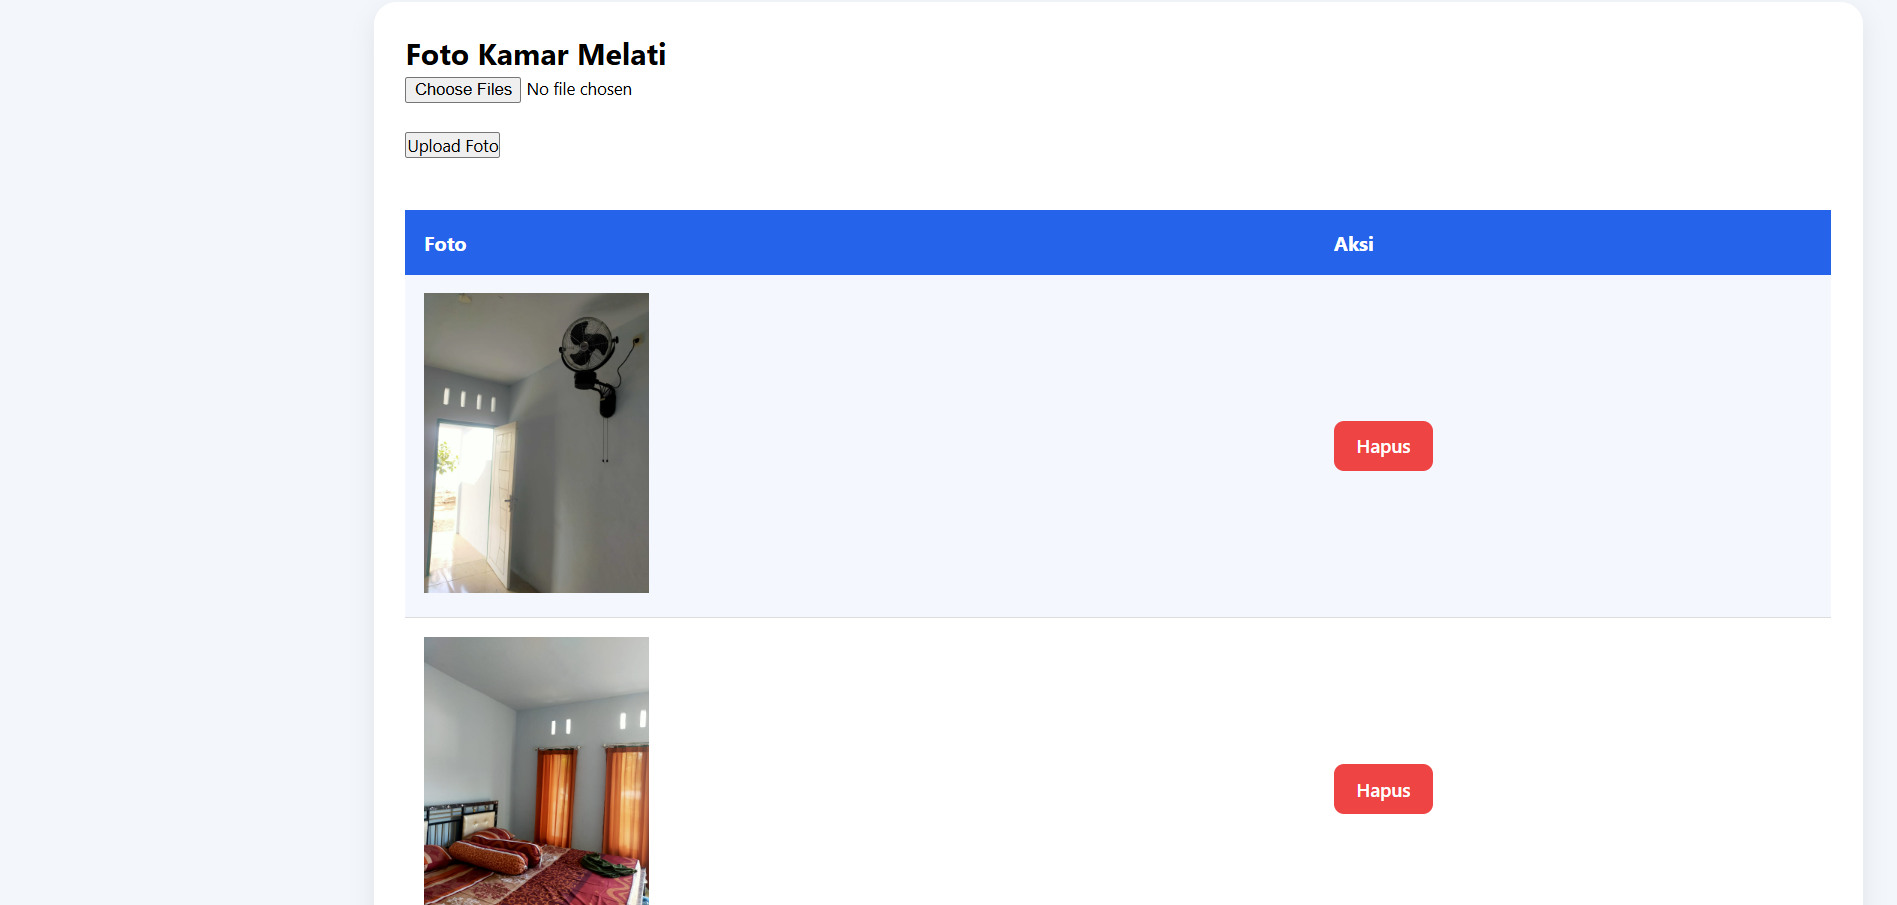 Foto Kamar Melati
Choose Files No file chosen
Upload Foto
Foto Aksi
Hapus
Hapus